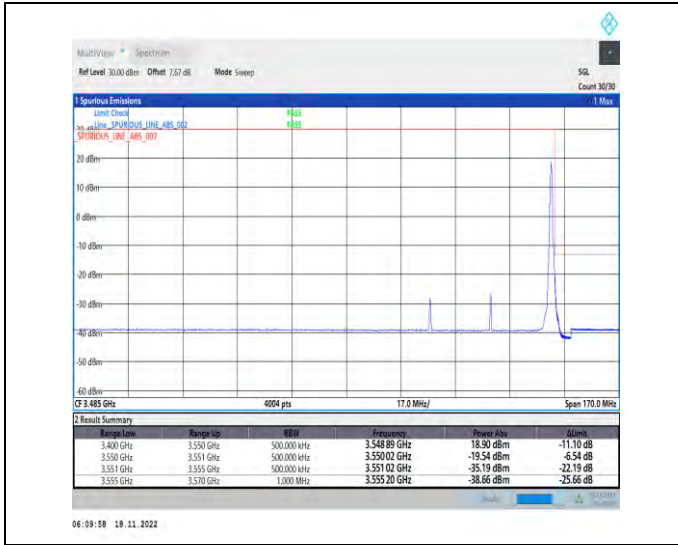 MultiView Spectrum
Ref Level 30.00 dBm Offset 7.67 dB Mode Sweep SGL
Count 30/30
1 Spurious Emissions 1 Max
Limit Check PASS
Line _SPURIOUS_LINE_ABS_002 PASS
_SPURIOUS_LINE_ABS_002
20 dBm
10 dBm
0 dBm
-10 dBm
-20 dBm
-30 dBm
-40 dBm
-50 dBm
-60 dBm
CF 3.485 GHz 4004 pts 17.0 MHz/ Span 170.0 MHz
2 Result Summary
Range Low Range Up RBW Frequency Power Abs ΔLimit
3.400 GHz 3.550 GHz 500.000 kHz 3.548 89 GHz 18.90 dBm -11.10 dB
3.550 GHz 3.551 GHz 500.000 kHz 3.550 02 GHz -19.54 dBm -6.54 dB
3.551 GHz 3.555 GHz 500.000 kHz 3.551 02 GHz -35.19 dBm -22.19 dB
3.555 GHz 3.570 GHz 1.000 MHz 3.555 20 GHz -38.66 dBm -25.66 dB
06:09:58 18.11.2022